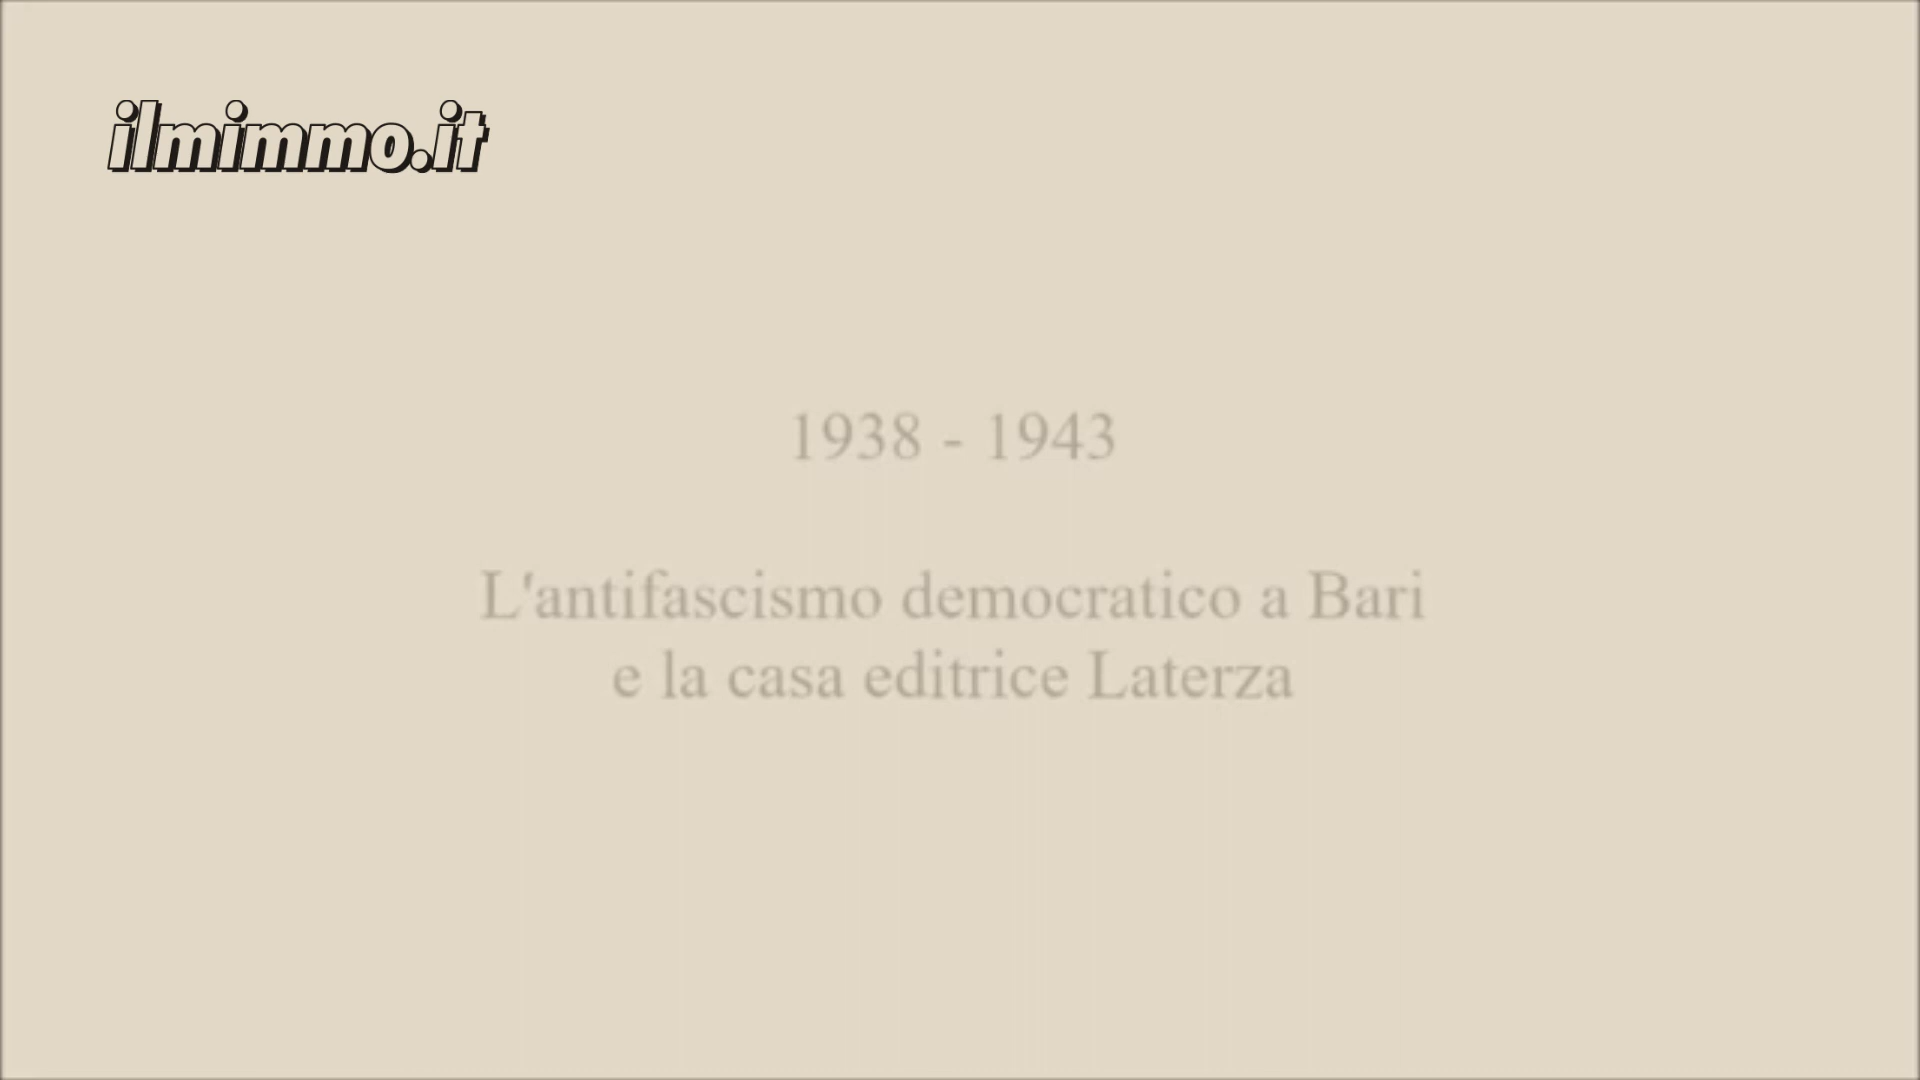 ilmimmo.it
1938 - 1943
L'antifascismo democratico a Bari
e la casa editrice Laterza